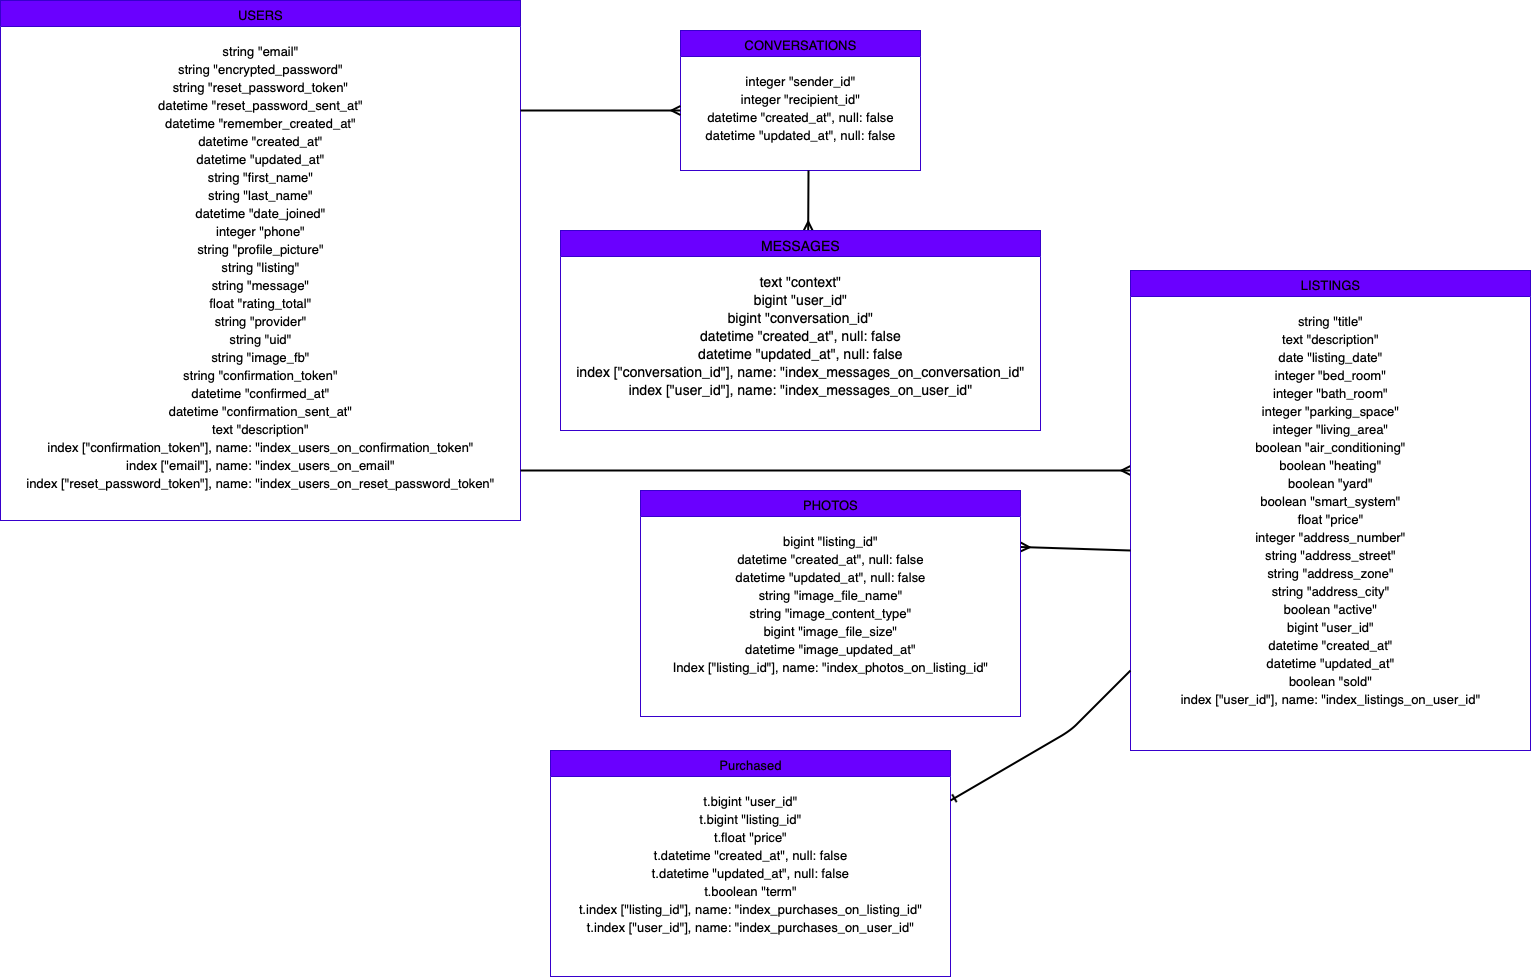 USERS
string "email"
string "encrypted_password"
string "reset_password_token"
datetime "reset_password_sent_at"
datetime "remember_created_at"
datetime "created_at"
datetime "updated_at"
string "first_name"
string "last_name"
datetime "date_joined"
integer "phone"
string "profile_picture"
string "listing"
string "message"
float "rating_total"
string "provider"
string "uid"
string "image_fb"
string "confirmation_token"
datetime "confirmed_at"
datetime "confirmation_sent_at"
text "description"
index ["confirmation_token"], name: "index_users_on_confirmation_token"
index ["email"], name: "index_users_on_email"
index ["reset_password_token"], name: "index_users_on_reset_password_token"
CONVERSATIONS
integer "sender_id"
integer "recipient_id"
datetime "created_at", null: false
datetime "updated_at", null: false
MESSAGES
text "context"
bigint "user_id"
bigint "conversation_id"
datetime "created_at", null: false
datetime "updated_at", null: false
index ["conversation_id"], name: "index_messages_on_conversation_id"
index ["user_id"], name: "index_messages_on_user_id"
LISTINGS
string "title"
text "description"
date "listing_date"
integer "bed_room"
integer "bath_room"
integer "parking_space"
integer "living_area"
boolean "air_conditioning"
boolean "heating"
boolean "yard"
boolean "smart_system"
float "price"
integer "address_number"
string "address_street"
string "address_zone"
string "address_city"
boolean "active"
bigint "user_id"
datetime "created_at"
datetime "updated_at"
boolean "sold"
index ["user_id"], name: "index_listings_on_user_id"
PHOTOS
bigint "listing_id"
datetime "created_at", null: false
datetime "updated_at", null: false
string "image_file_name"
string "image_content_type"
bigint "image_file_size"
datetime "image_updated_at"
Index ["listing_id"], name: "index_photos_on_listing_id"
Purchased
t.bigint "user_id"
t.bigint "listing_id"
t.float "price"
t.datetime "created_at", null: false
t.datetime "updated_at", null: false
t.boolean "term"
t.index ["listing_id"], name: "index_purchases_on_listing_id"
t.index ["user_id"], name: "index_purchases_on_user_id"